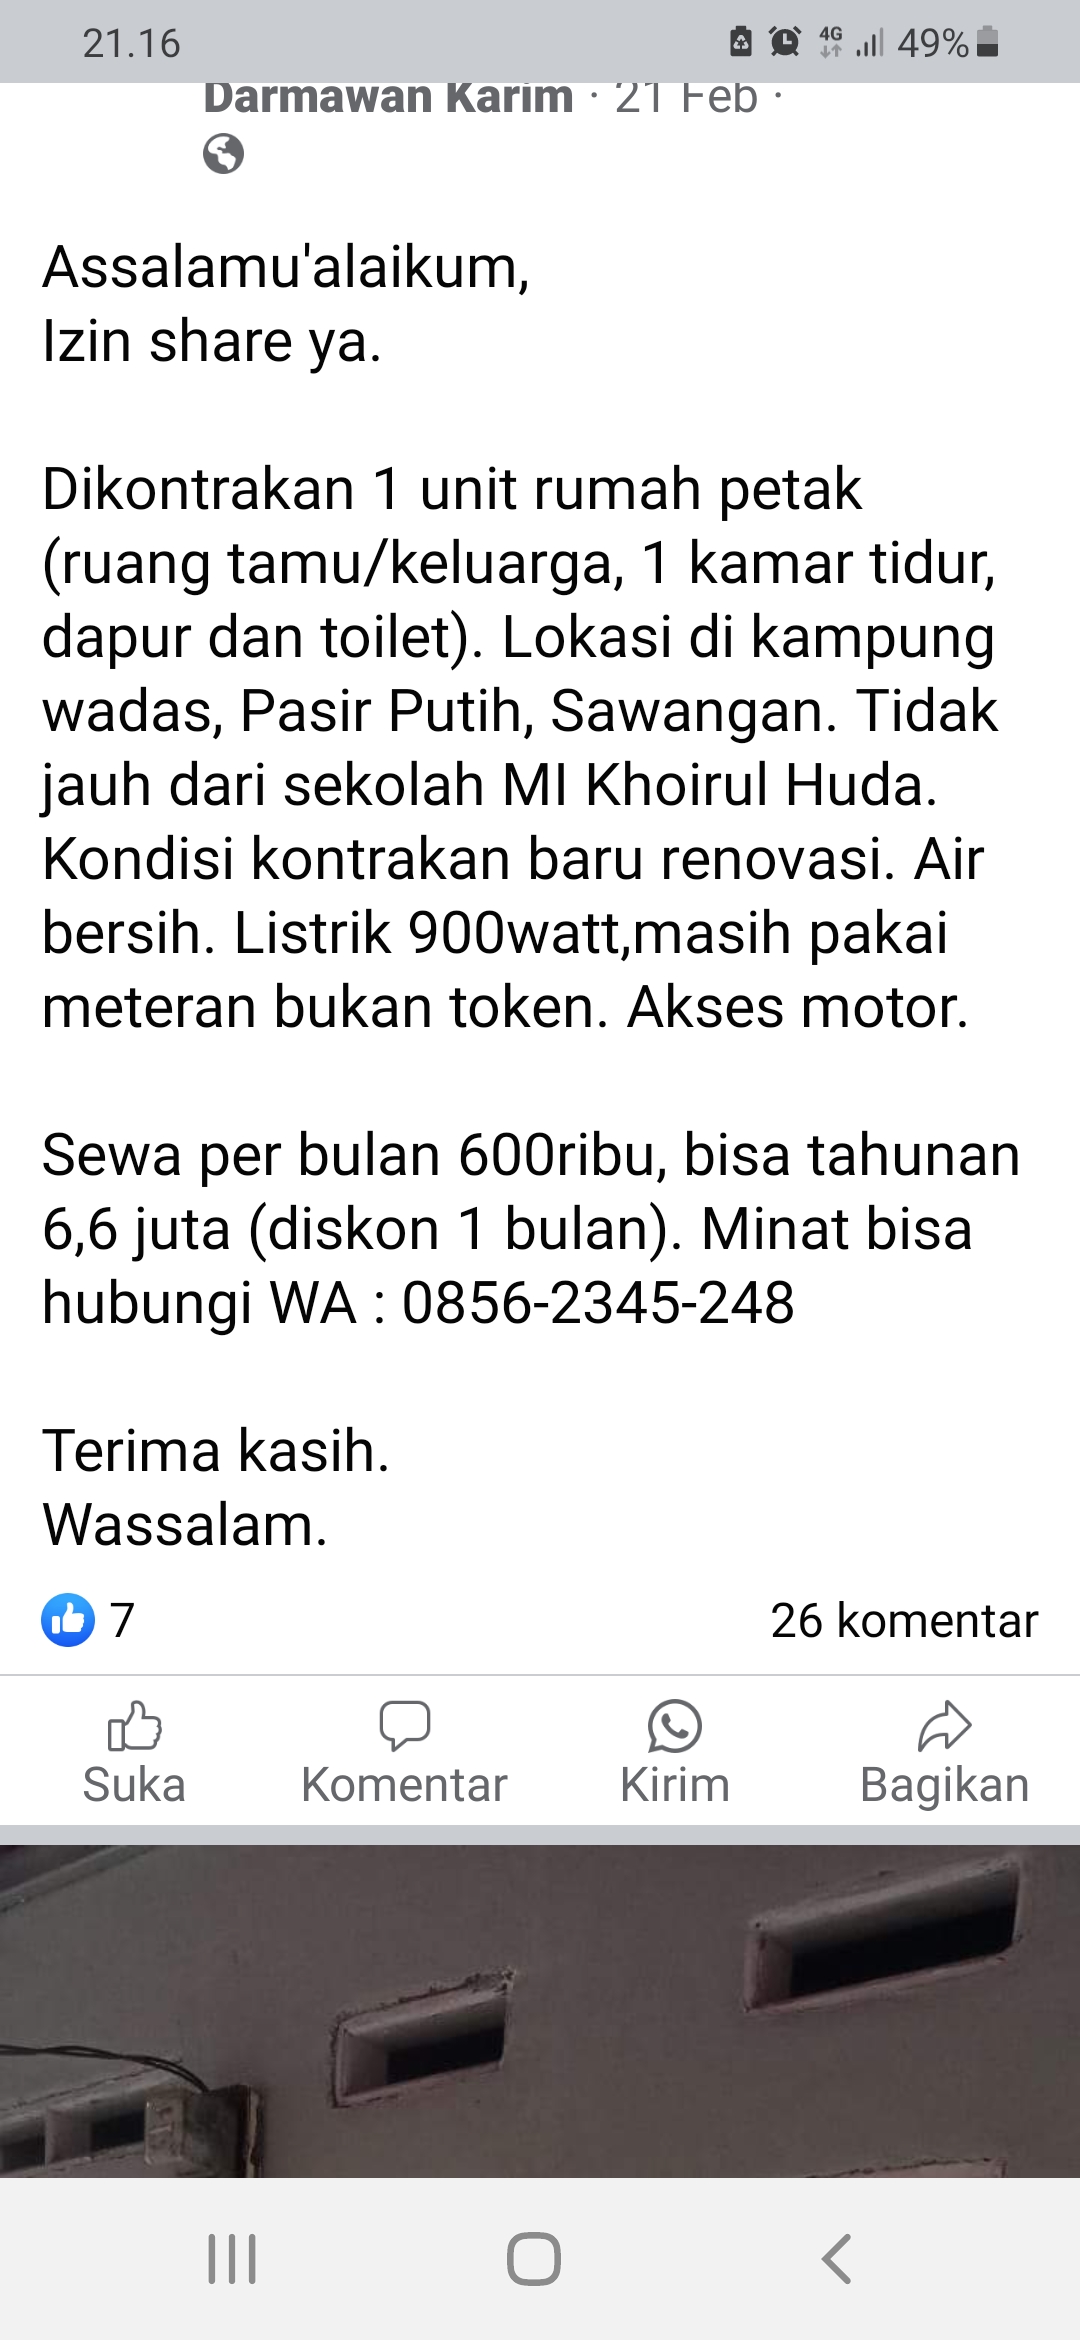 21.16
4G
49%
Darmawan Karim · 21 Feb ·
Assalamu'alaikum,
Izin share ya.
Dikontrakan 1 unit rumah petak
(ruang tamu/keluarga, 1 kamar tidur,
dapur dan toilet). Lokasi di kampung
wadas, Pasir Putih, Sawangan. Tidak
jauh dari sekolah MI Khoirul Huda.
Kondisi kontrakan baru renovasi. Air
bersih. Listrik 900watt,masih pakai
meteran bukan token. Akses motor.
Sewa per bulan 600ribu, bisa tahunan
6,6 juta (diskon 1 bulan). Minat bisa
hubungi WA : 0856-2345-248
Terima kasih.
Wassalam.
7
26 komentar
Suka
Komentar
Kirim
Bagikan